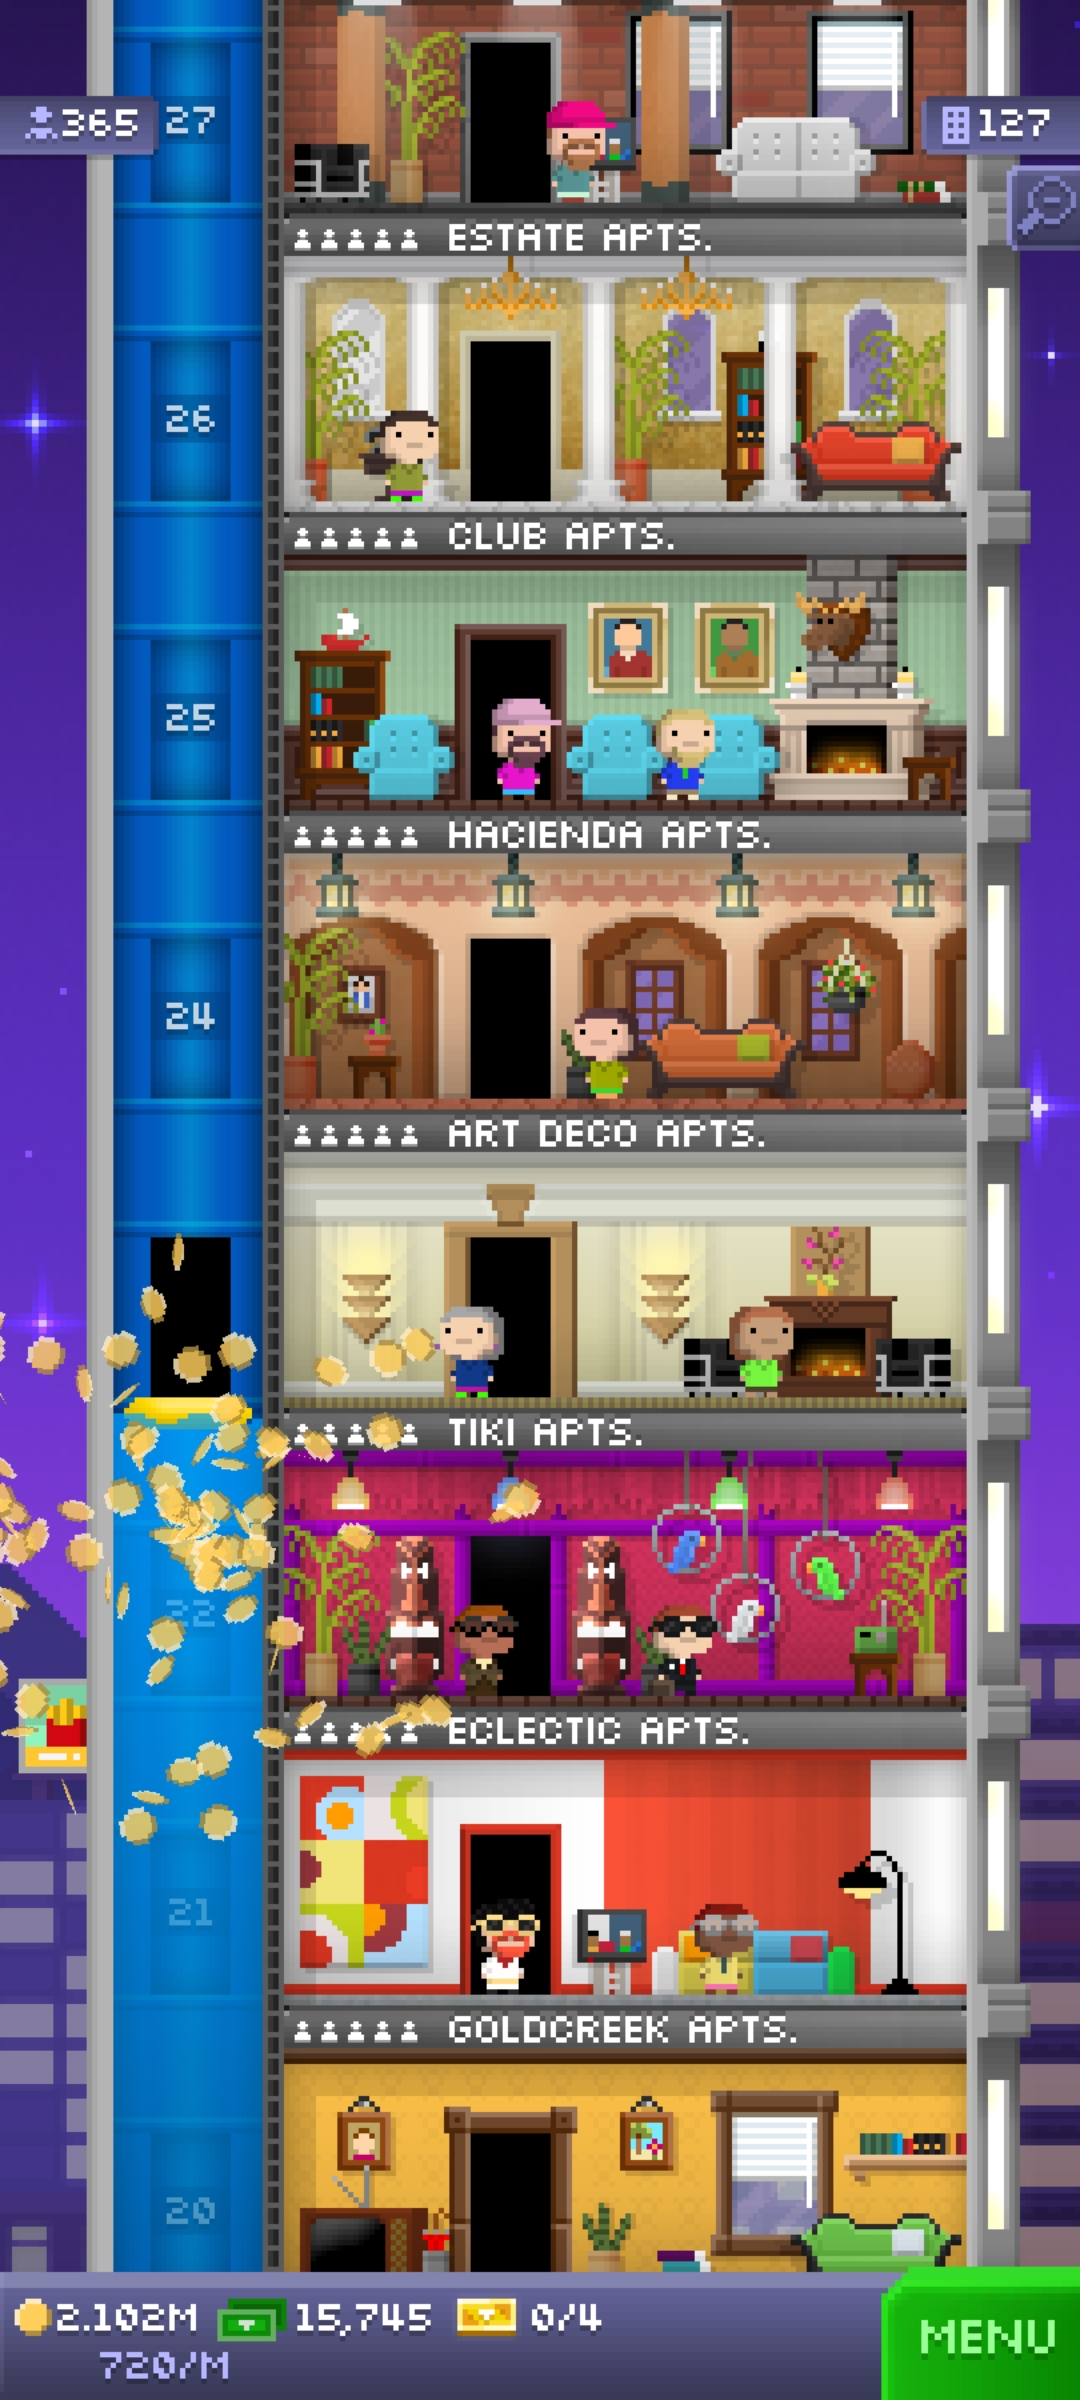 365
27
127
ESTATE APTS.
26
CLUB APTS.
25
HACIENDA APTS.
24
ART DECO APTS.
TIKI APTS.
22
ECLECTIC APTS.
21
GOLDCREEK APTS.
20
2.102M 15,745 0/4
720/M
MENU